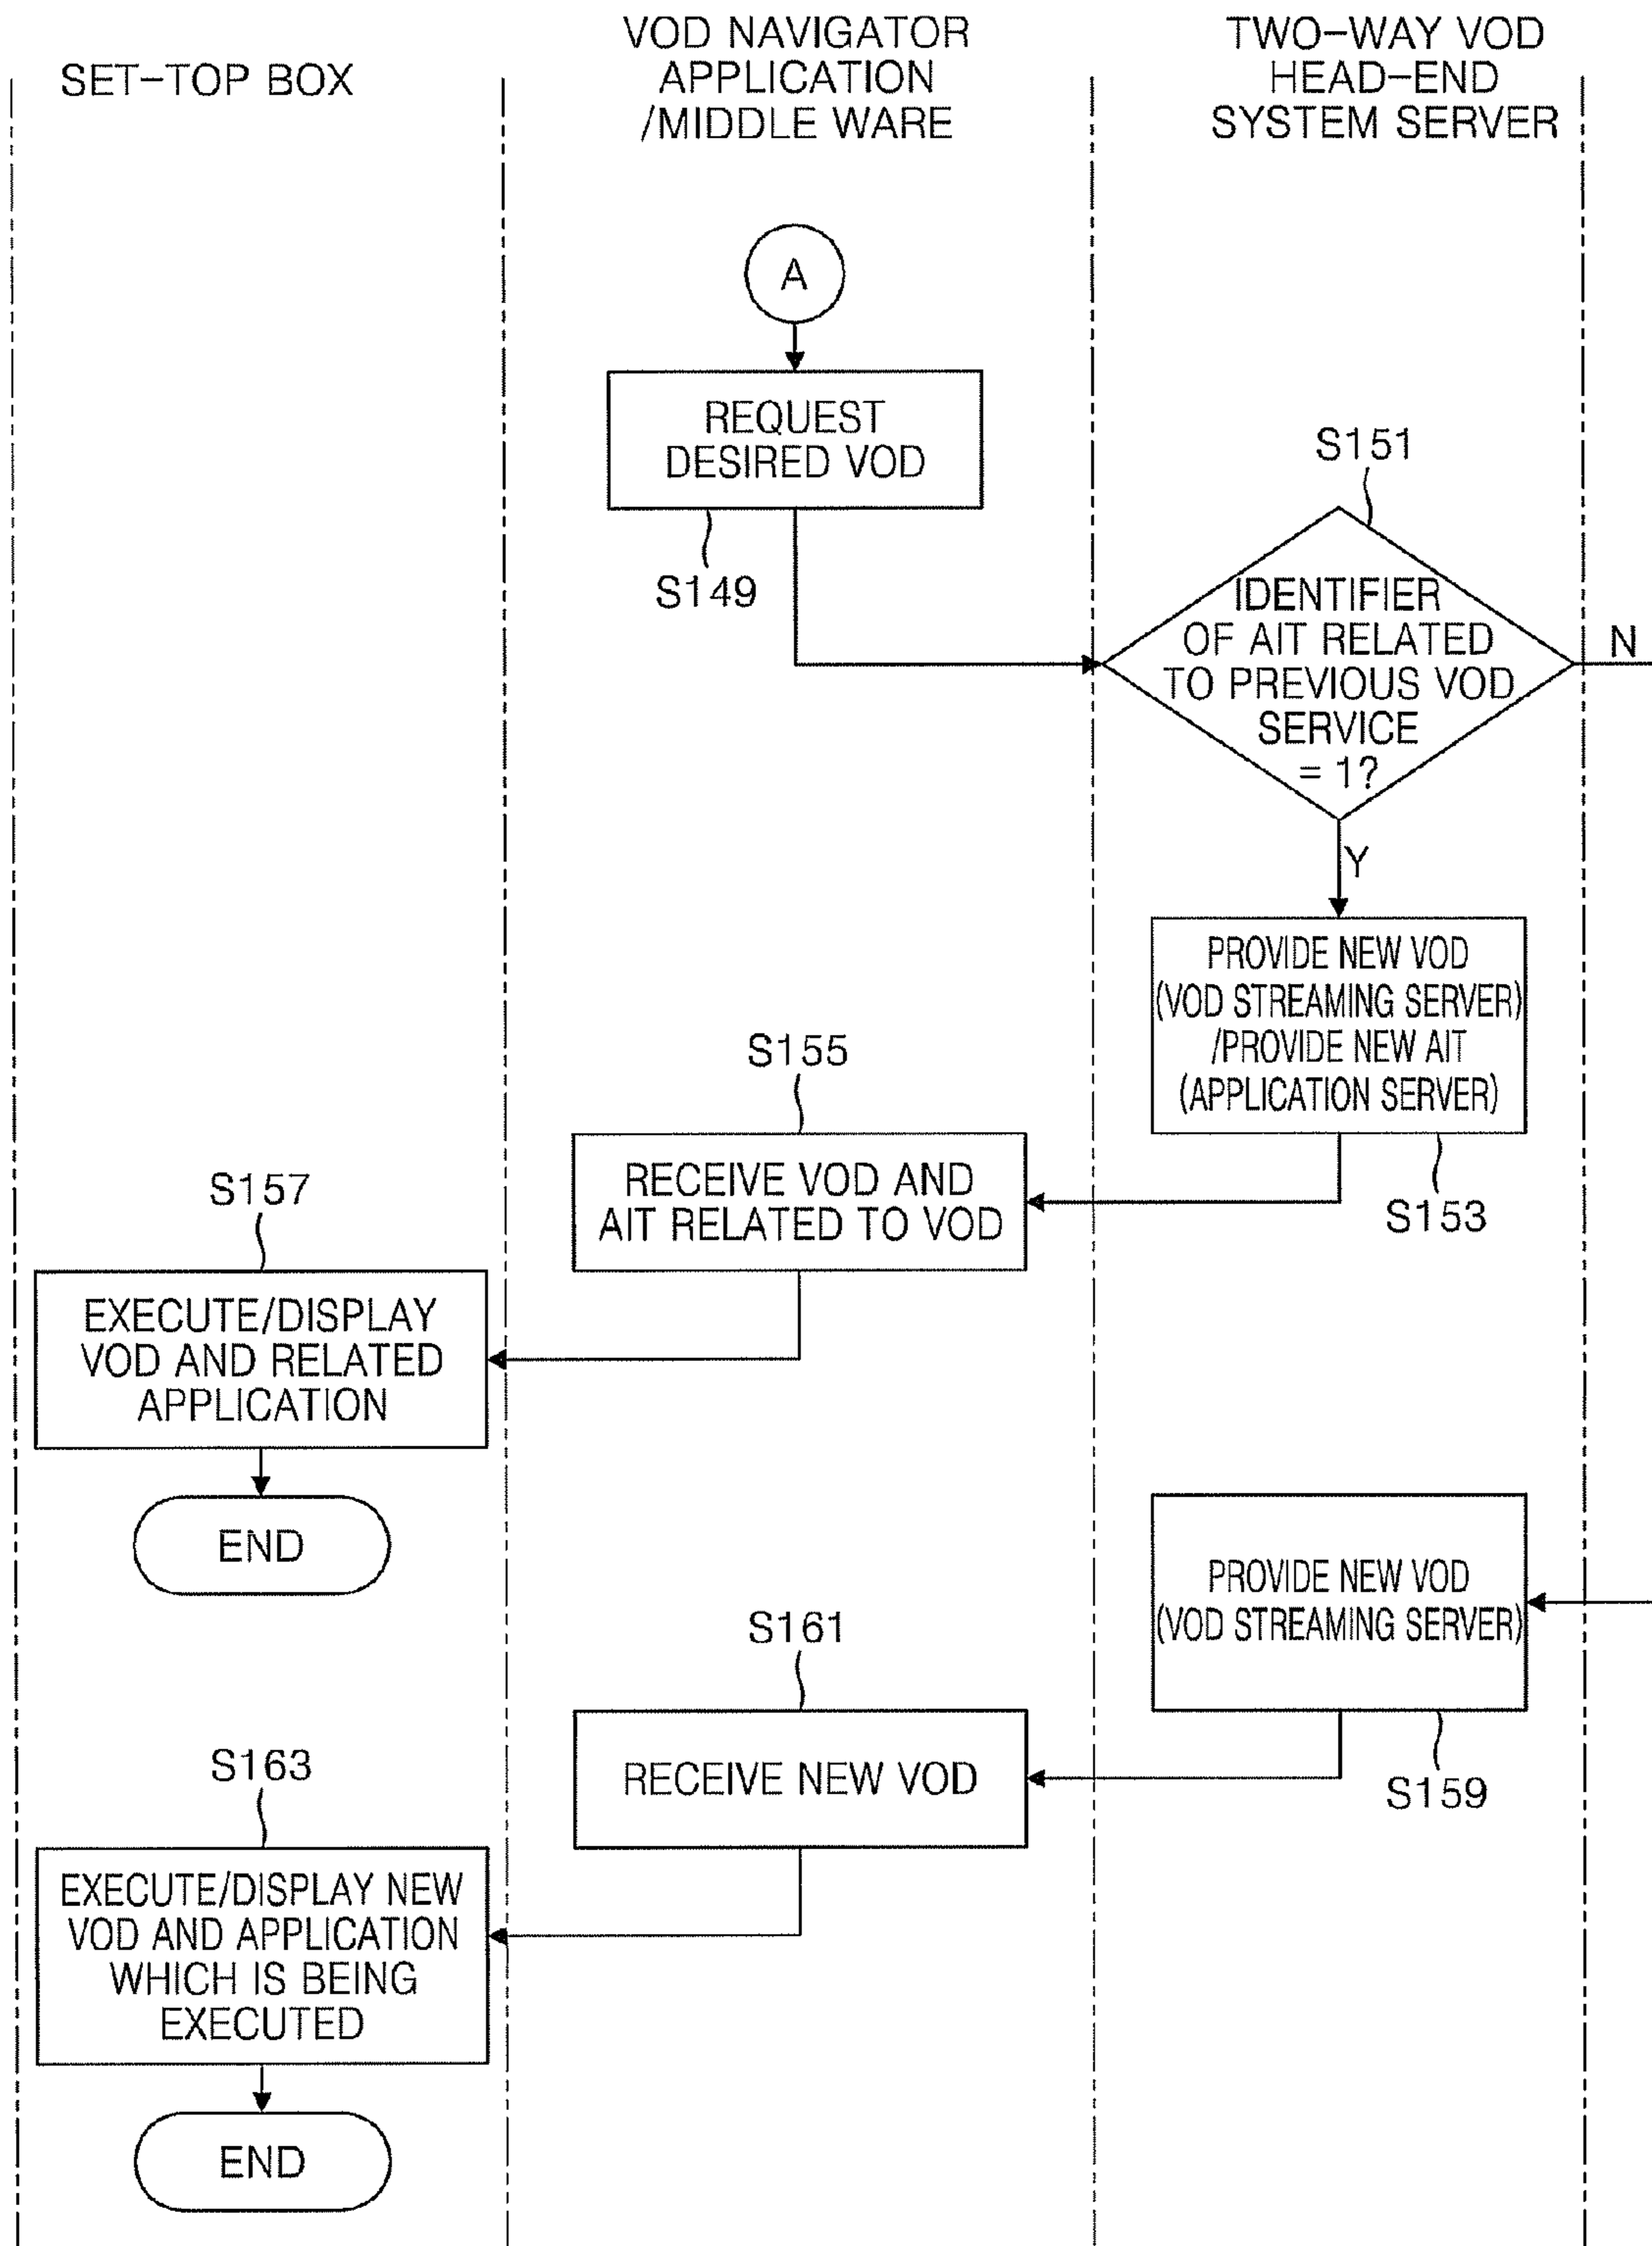 SET-TOP BOX
VOD NAVIGATOR
APPLICATION
/MIDDLE WARE
TWO-WAY VOD
HEAD-END
SYSTEM SERVER
A
REQUEST
DESIRED VOD
S149
S151
IDENTIFIER
OF AIT RELATED
TO PREVIOUS VOD
SERVICE
= 1?
N
Y
PROVIDE NEW VOD
(VOD STREAMING SERVER)
/PROVIDE NEW AIT
(APPLICATION SERVER)
S153
S155
RECEIVE VOD AND
AIT RELATED TO VOD
S157
EXECUTE/DISPLAY
VOD AND RELATED
APPLICATION
END
PROVIDE NEW VOD
(VOD STREAMING SERVER)
S159
S161
RECEIVE NEW VOD
S163
EXECUTE/DISPLAY NEW
VOD AND APPLICATION
WHICH IS BEING
EXECUTED
END